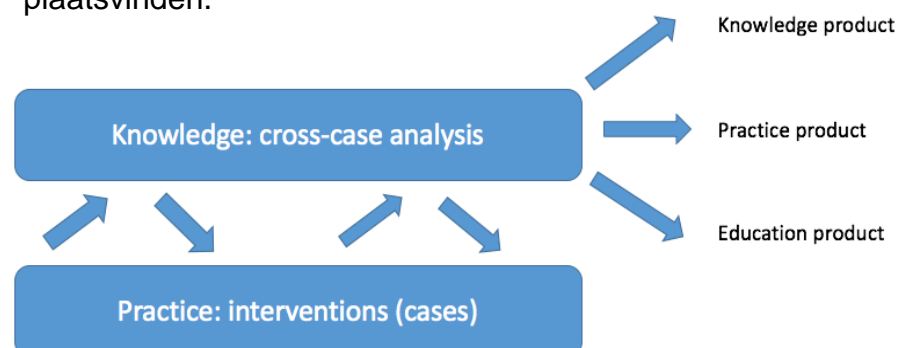 plaatsvinden.
Knowledge product
Knowledge: cross-case analysis
Practice product
Education product
Practice: interventions (cases)